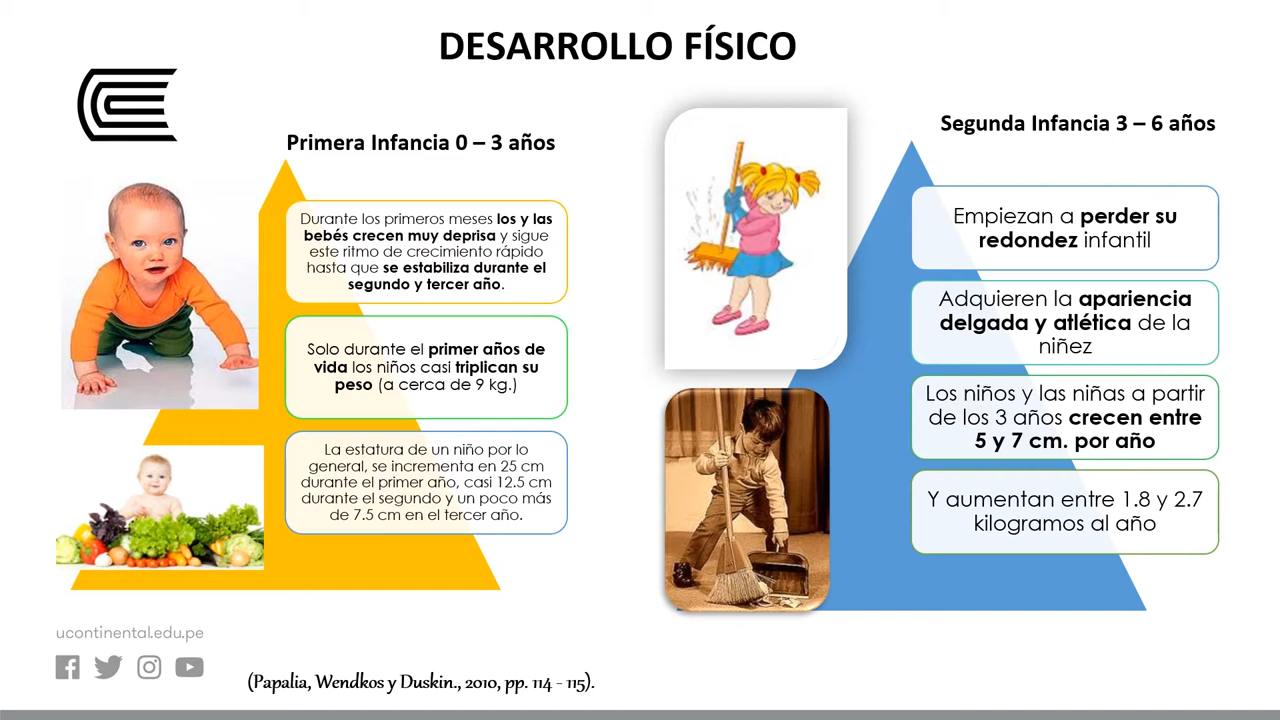 DESARROLLO FÍSICO
Primera Infancia 0 – 3 años
Durante los primeros meses los y las
bebés crecen muy deprisa y sigue
este ritmo de crecimiento rápido
hasta que se estabiliza durante el
segundo y tercer año.
Solo durante el primer años de
vida los niños casi triplican su
peso (a cerca de 9 kg.)
La estatura de un niño por lo
general, se incrementa en 25 cm
durante el primer año, casi 12.5 cm
durante el segundo y un poco más
de 7.5 cm en el tercer año.
Segunda Infancia 3 – 6 años
Empiezan a perder su
redondez infantil
Adquieren la apariencia
delgada y atlética de la
niñez
Los niños y las niñas a partir
de los 3 años crecen entre
5 y 7 cm. por año
Y aumentan entre 1.8 y 2.7
kilogramos al año
ucontinental.edu.pe
(Papalia, Wendkos y Duskin., 2010, pp. 114 - 115).